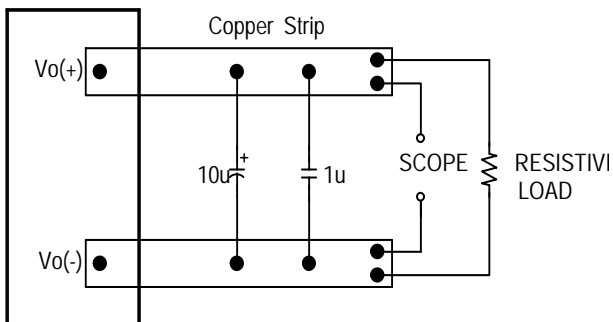 Copper Strip
Vo(+)
10u
+
1u
SCOPE
RESISTIVE
LOAD
Vo(-)